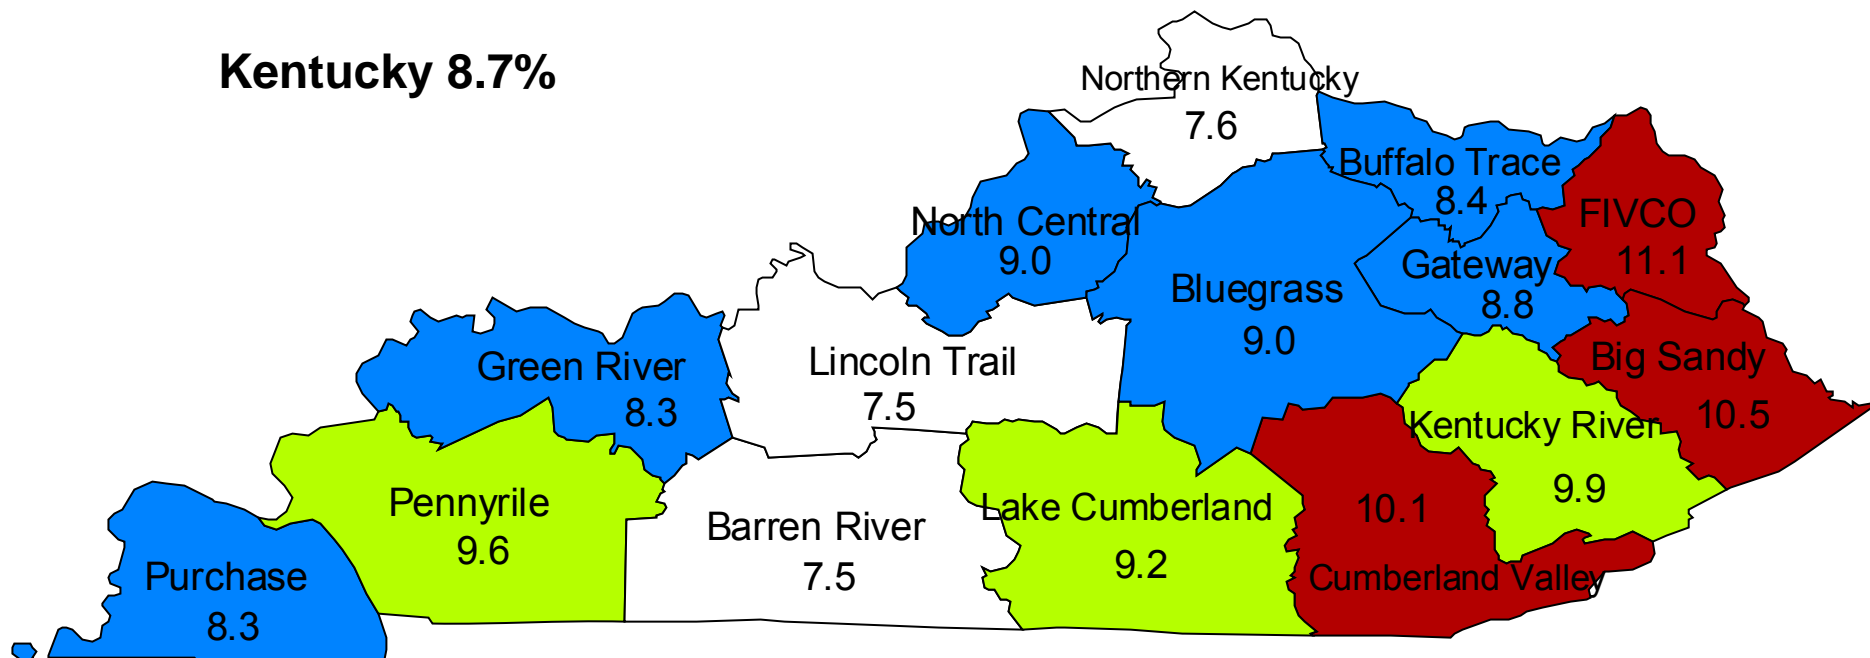 Kentucky 8.7%
Northern Kentucky
7.6
Buffalo Trace
8.4
FIVCO
11.1
North Central
9.0
Gateway
8.8
Bluegrass
9.0
Green River
8.3
Lincoln Trail
7.5
Big Sandy
10.5
Kentucky River
9.9
Pennyrile
9.6
Barren River
7.5
Lake Cumberland
9.2
10.1
Cumberland Valley
Purchase
8.3